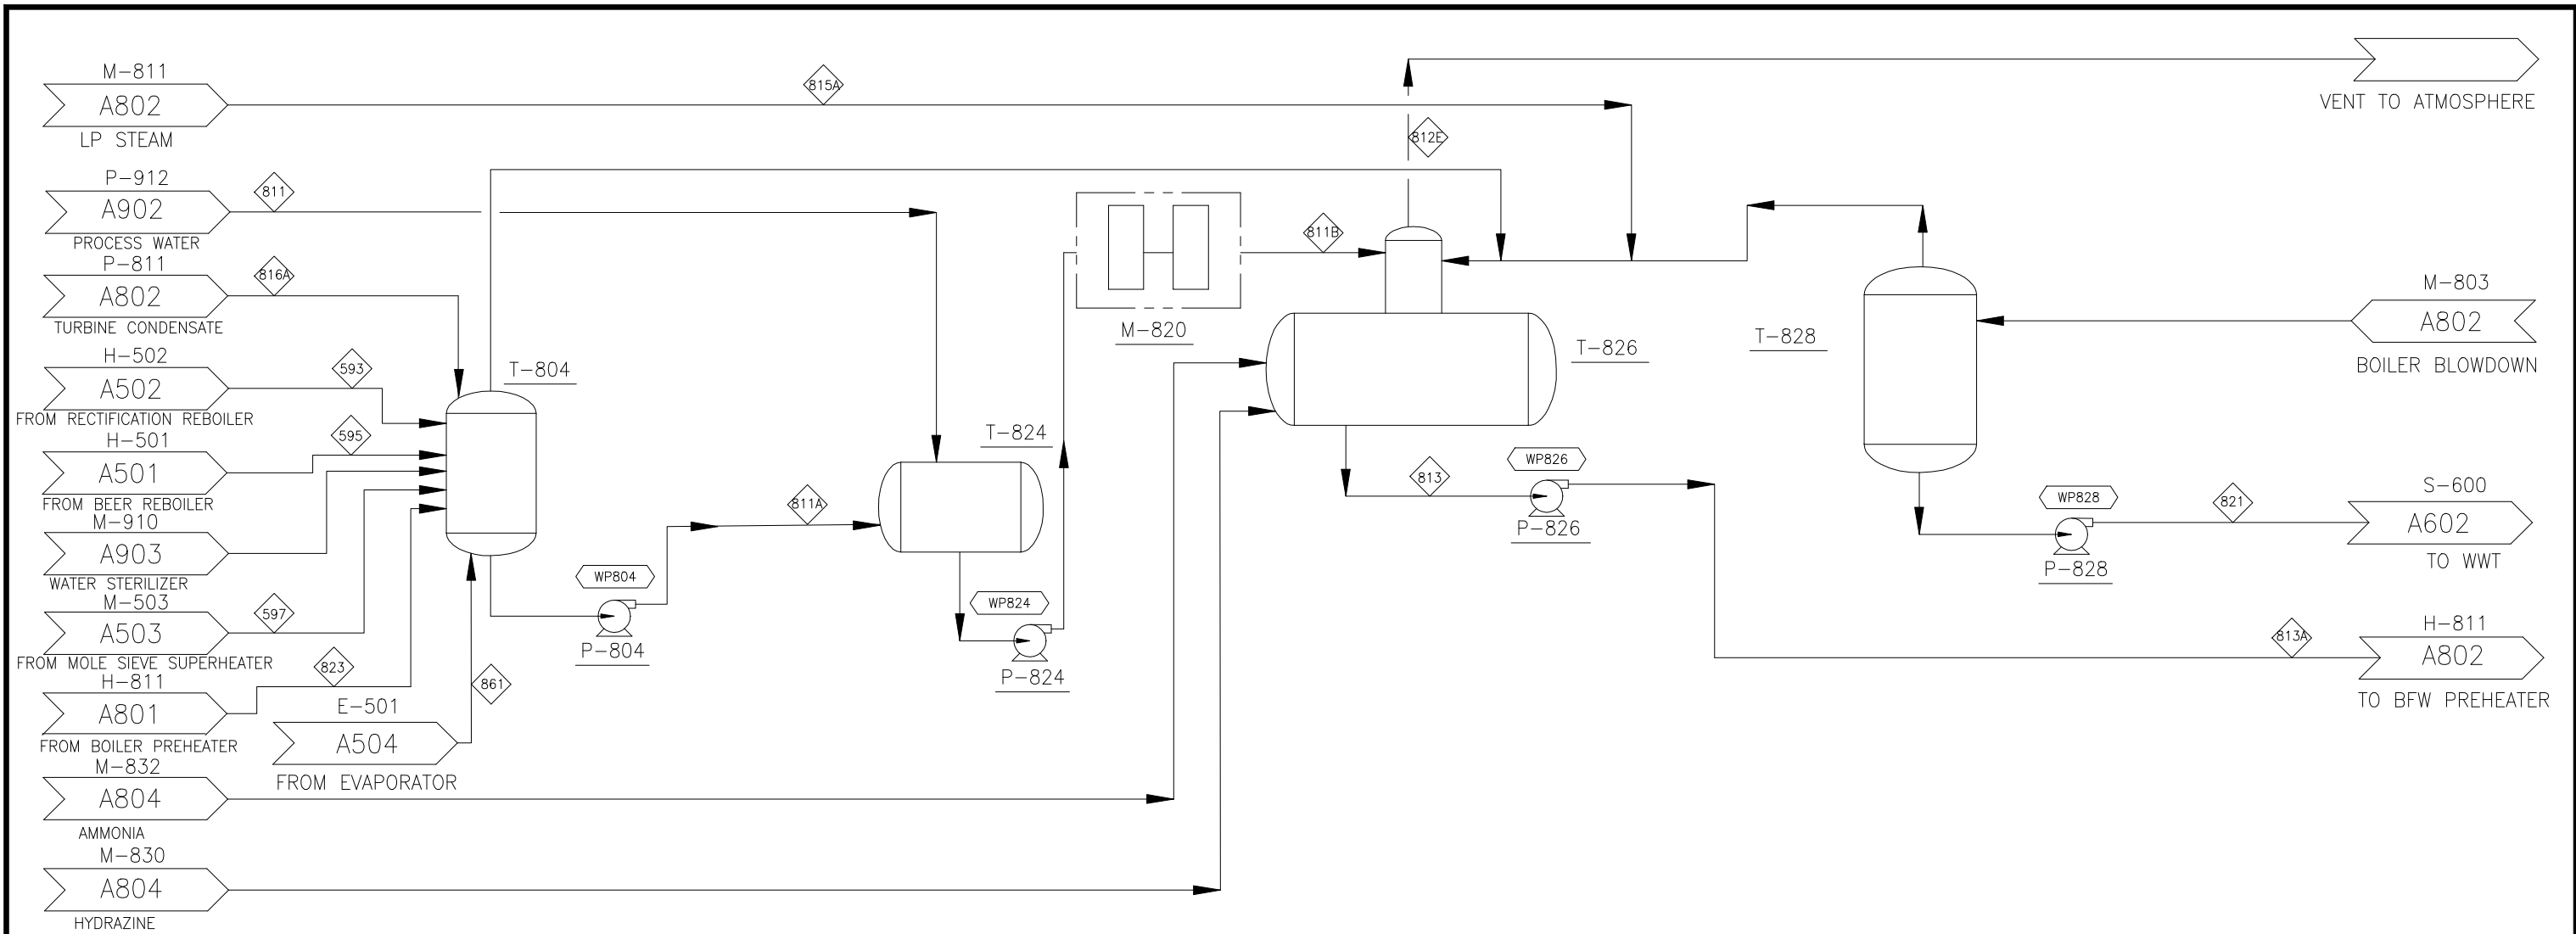 M-811
A802
LP STEAM
815A
812E
VENT TO ATMOSPHERE
P-912
A902
PROCESS WATER
811
P-811
A802
TURBINE CONDENSATE
816A
H-502
A502
FROM RECTIFICATION REBOILER
593
H-501
A501
FROM BEER REBOILER
595
M-910
A903
WATER STERILIZER
M-503
A503
FROM MOLE SIEVE SUPERHEATER
597
H-811
A801
FROM BOILER PREHEATER
823
E-501
A504
FROM EVAPORATOR
861
M-832
A804
AMMONIA
M-830
A804
HYDRAZINE
T-804
WP804
P-804
811A
T-824
WP824
P-824
M-820
811B
T-826
813
WP826
P-826
T-828
WP828
P-828
821
813A
M-803
A802
BOILER BLOWDOWN
S-600
A602
TO WWT
H-811
A802
TO BFW PREHEATER